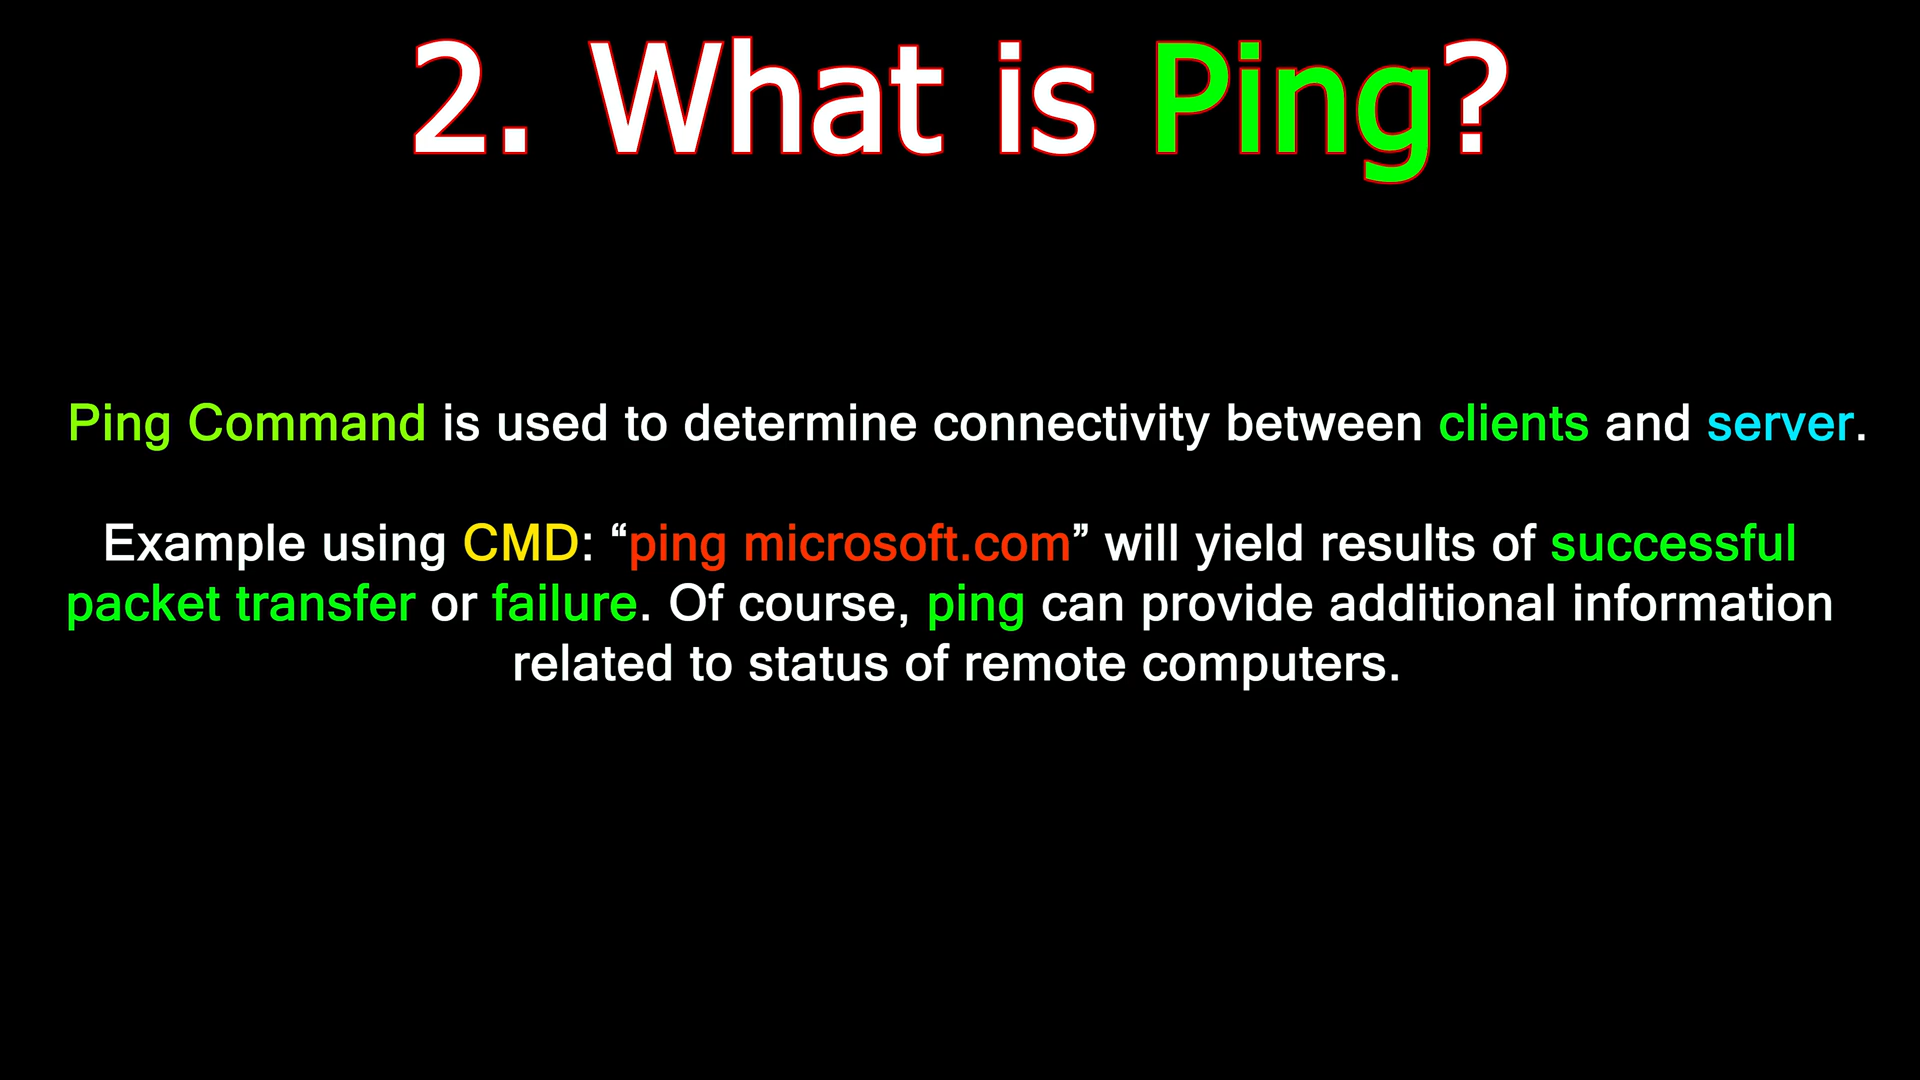 2. What is Ping?
Ping Command is used to determine connectivity between clients and server.
Example using CMD: “ping microsoft.com” will yield results of successful
packet transfer or failure. Of course, ping can provide additional information
related to status of remote computers.